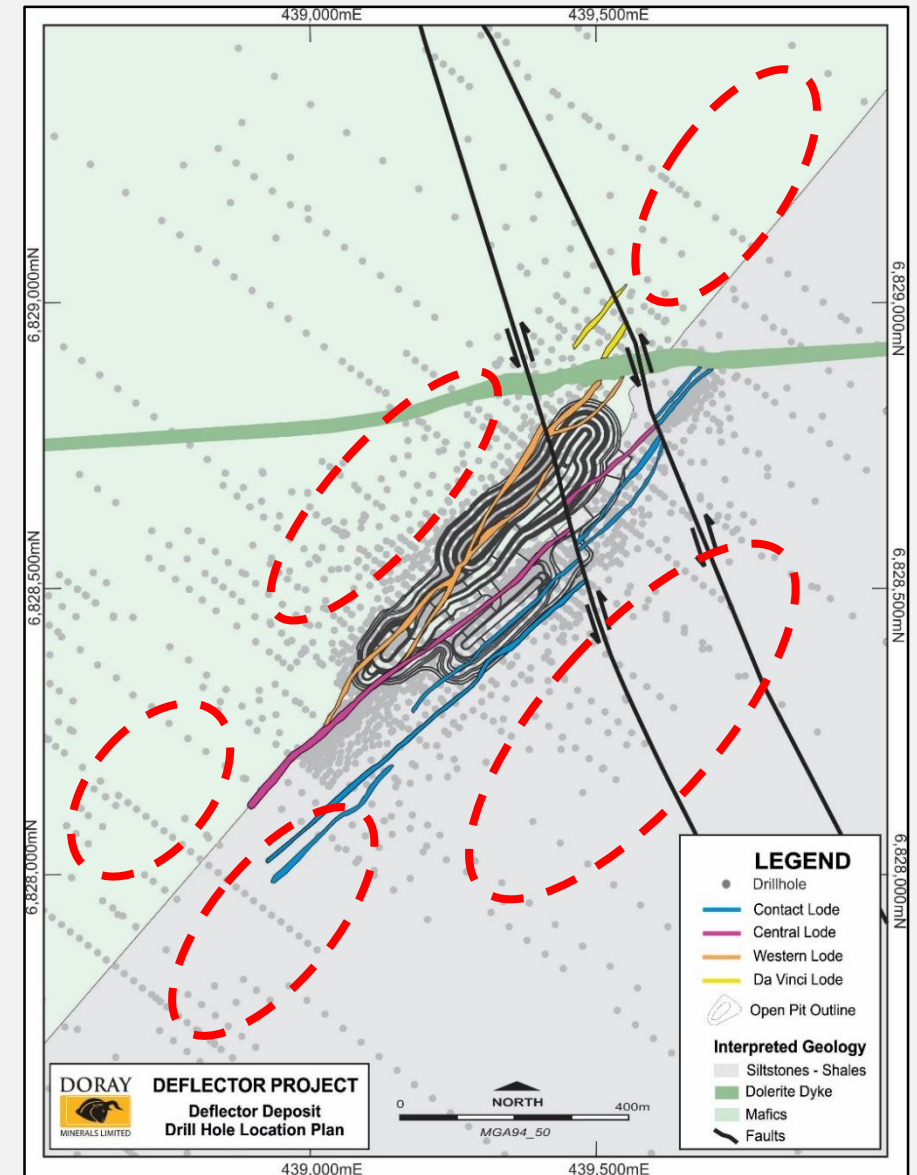 439,000mE
439,500mE
6,829,000mN
6,829,000mN
6,828,500mN
6,828,500mN
6,828,000mN
6,828,000mN
LEGEND
Drillhole
Contact Lode
Central Lode
Western Lode
Da Vinci Lode
Open Pit Outline
Interpreted Geology
Siltstones - Shales
Dolerite Dyke
Mafics
Faults
DORAY
MINERALS LIMITED
DEFLECTOR PROJECT
Deflector Deposit
Drill Hole Location Plan
NORTH
0
400m
MGA94_50
439,000mE
439,500mE